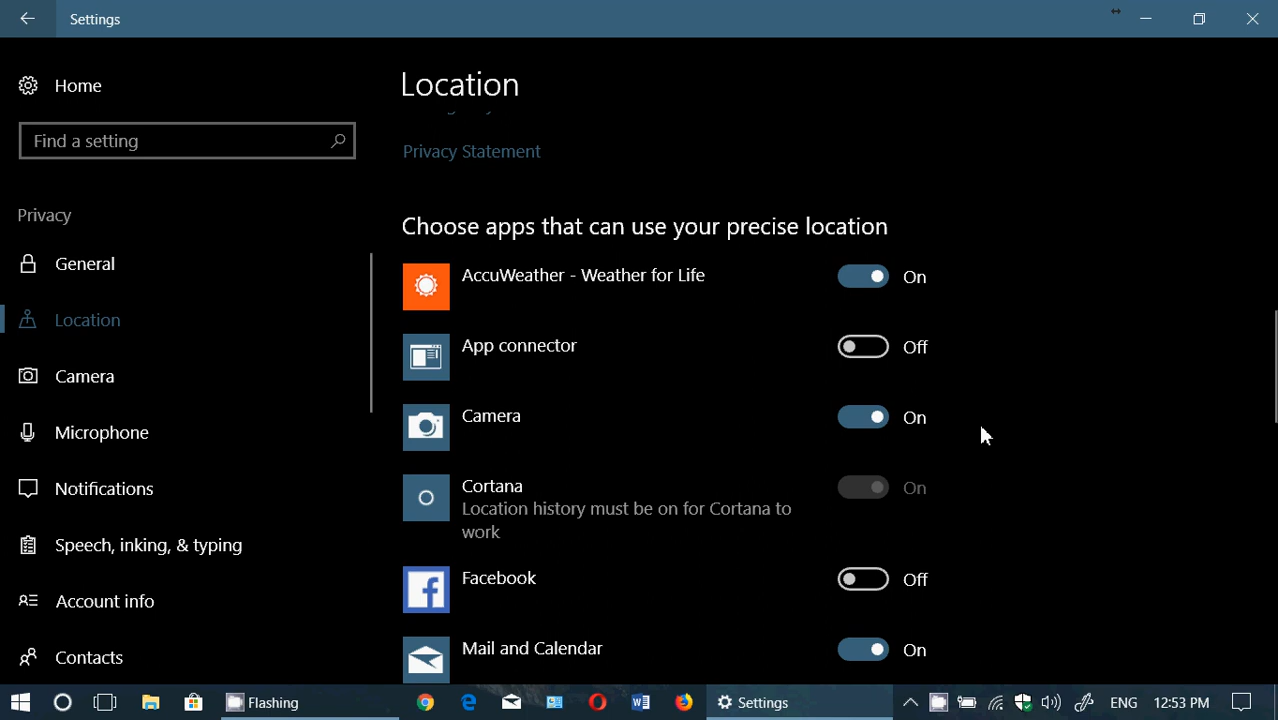 Settings
Home
Location
Find a setting
Privacy Statement
Privacy
Choose apps that can use your precise location
General
AccuWeather - Weather for Life
On
Location
App connector
Off
Camera
Camera
On
Microphone
Cortana
On
Location history must be on for Cortana to
work
Notifications
Speech, inking, & typing
Facebook
Off
Account info
Mail and Calendar
On
Contacts
Flashing
Settings
ENG
12:53 PM